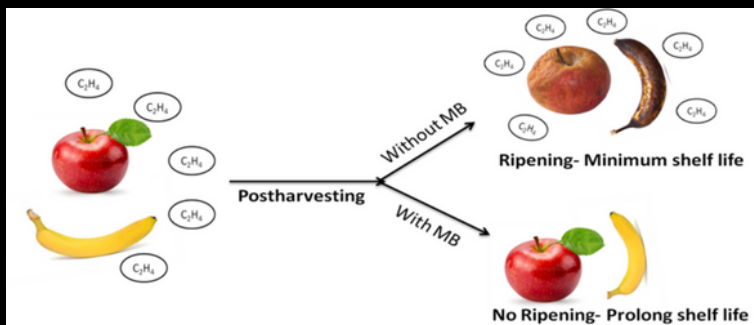 C₂H₄
C₂H₄
C₂H₄
C₂H₄
C₂H₄
Postharvesting
Without MB
With MB
C₂H₄
C₂H₄
C₂H₄
C₂H₄
C₂H₄
C₂H₄
Ripening- Minimum shelf life
No Ripening- Prolong shelf life